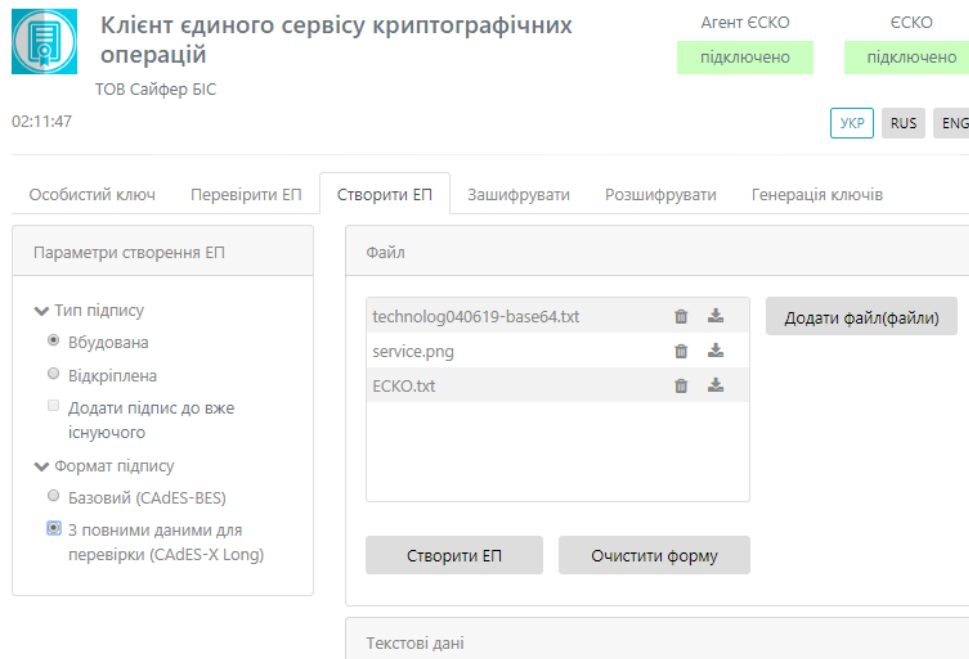 Клієнт єдиного сервісу криптографічних
операцій
ТОВ Сайфер БІС
Агент ЄСКО
ЄСКО
підключено
підключено
02:11:47
УКР
RUS
ENG
Особистий ключ
Перевірити ЕП
Створити ЕП
Зашифрувати
Розшифрувати
Генерація ключів
Параметри створення ЕП
Тип підпису
Вбудована
Відкріплена
Додати підпис до вже
існуючого
Формат підпису
Базовий (CAdES-BES)
З повними даними для
перевірки (CAdES-X Long)
Файл
technolog040619-base64.txt
service.png
ЕСКО.txt
Додати файл(файли)
Створити ЕП
Очистити форму
Текстові дані